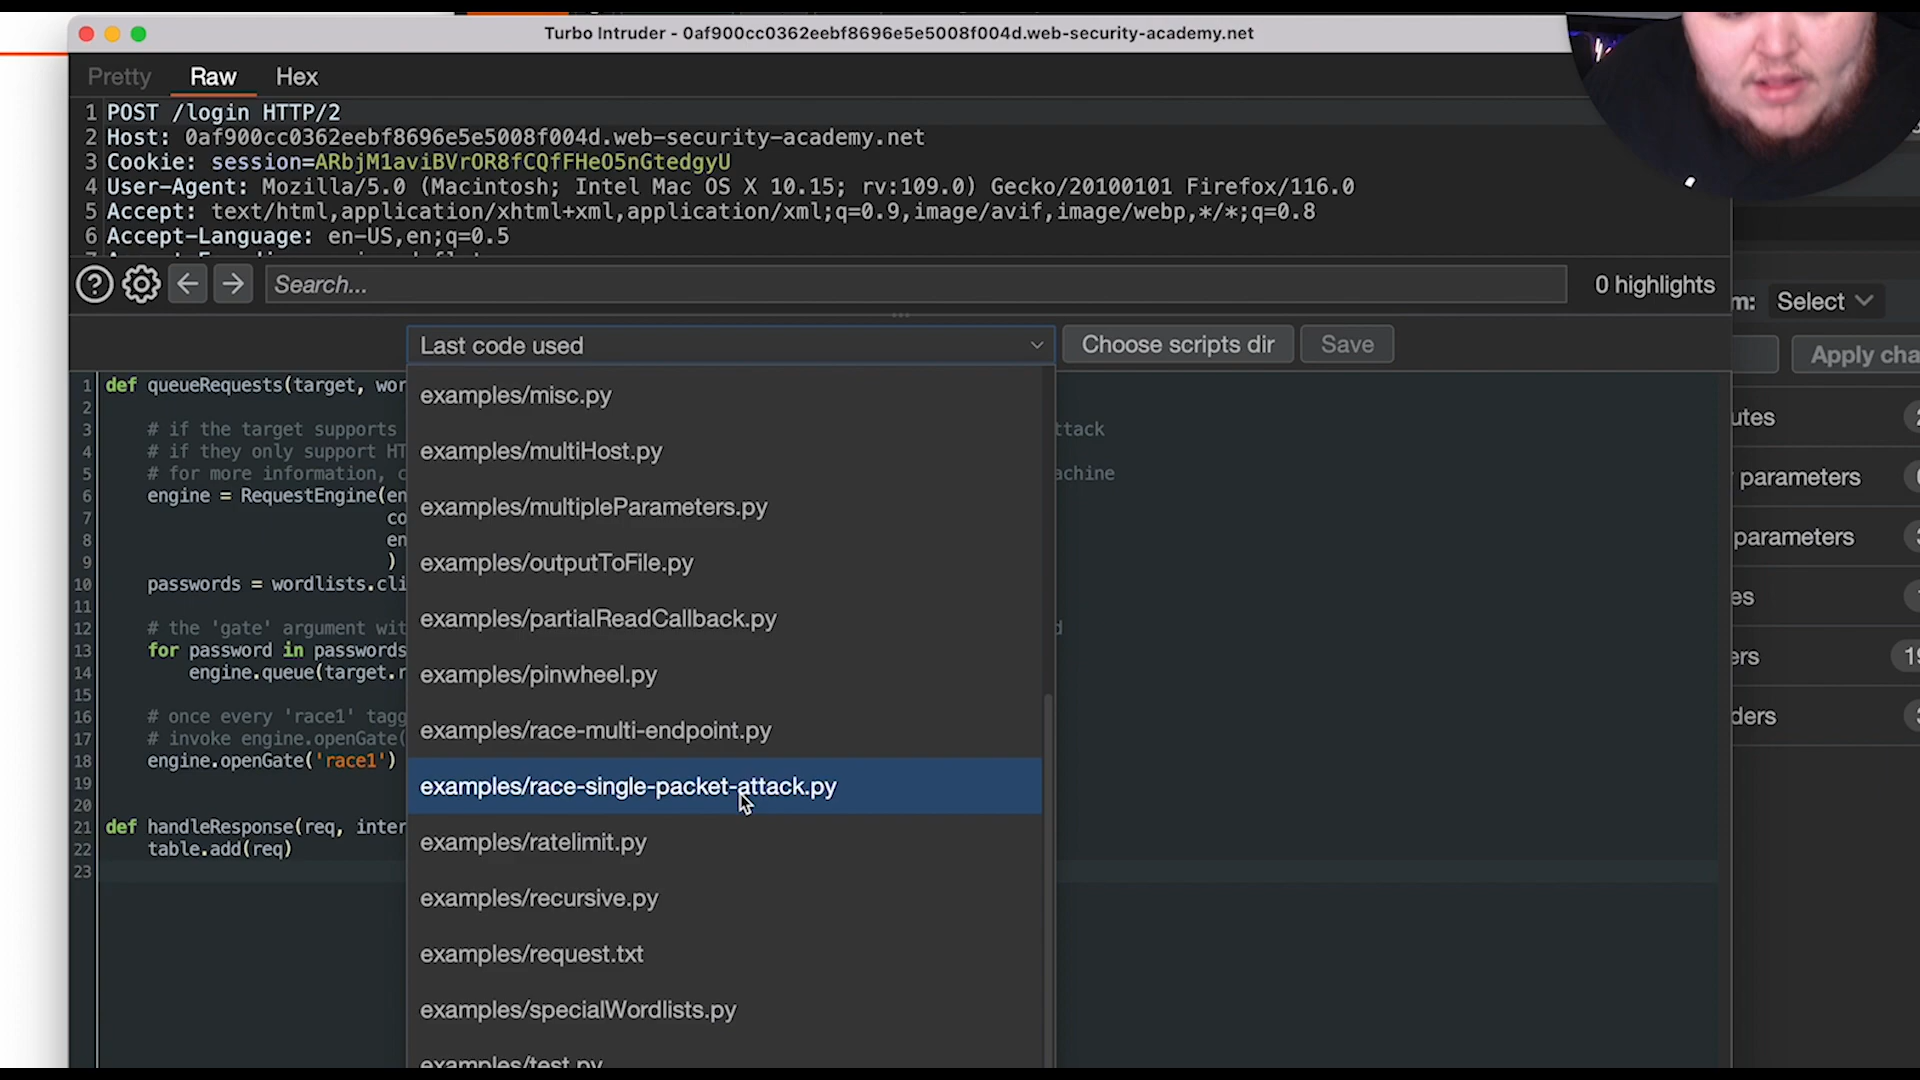 Turbo Intruder - 0af900cc0362eebf8696e5e5008f004d.web-security-academy.net
Pretty Raw Hex
1 POST /login HTTP/2
2 Host: 0af900cc0362eebf8696e5e5008f004d.web-security-academy.net
3 Cookie: session=ARbjM1aviBVrOR8fCQfFHeO5nGtedgyU
4 User-Agent: Mozilla/5.0 (Macintosh; Intel Mac OS X 10.15; rv:109.0) Gecko/20100101 Firefox/116.0
5 Accept: text/html,application/xhtml+xml,application/xml;q=0.9,image/avif,image/webp,*/*;q=0.8
6 Accept-Language: en-US,en;q=0.5
Search... 0 highlights
m: Select
Last code used Choose scripts dir Save
Apply cha
1 def queueRequests(target, wor
2
3 # if the target supports ttack
4 # if they only support HT
5 # for more information, c achine
6 engine = RequestEngine(en
7 co
8 en
9 )
10 passwords = wordlists.cli
11
12 # the 'gate' argument wit d
13 for password in passwords
14 engine.queue(target.r
15
16 # once every 'race1' tagg
17 # invoke engine.openGate(
18 engine.openGate('race1')
19
20
21 def handleResponse(req, inter
22 table.add(req)
23
examples/misc.py
examples/multiHost.py
examples/multipleParameters.py
examples/outputToFile.py
examples/partialReadCallback.py
examples/pinwheel.py
examples/race-multi-endpoint.py
examples/race-single-packet-attack.py
examples/ratelimit.py
examples/recursive.py
examples/request.txt
examples/specialWordlists.py
examples/test.py
utes
parameters
parameters
es
ers 19
ders